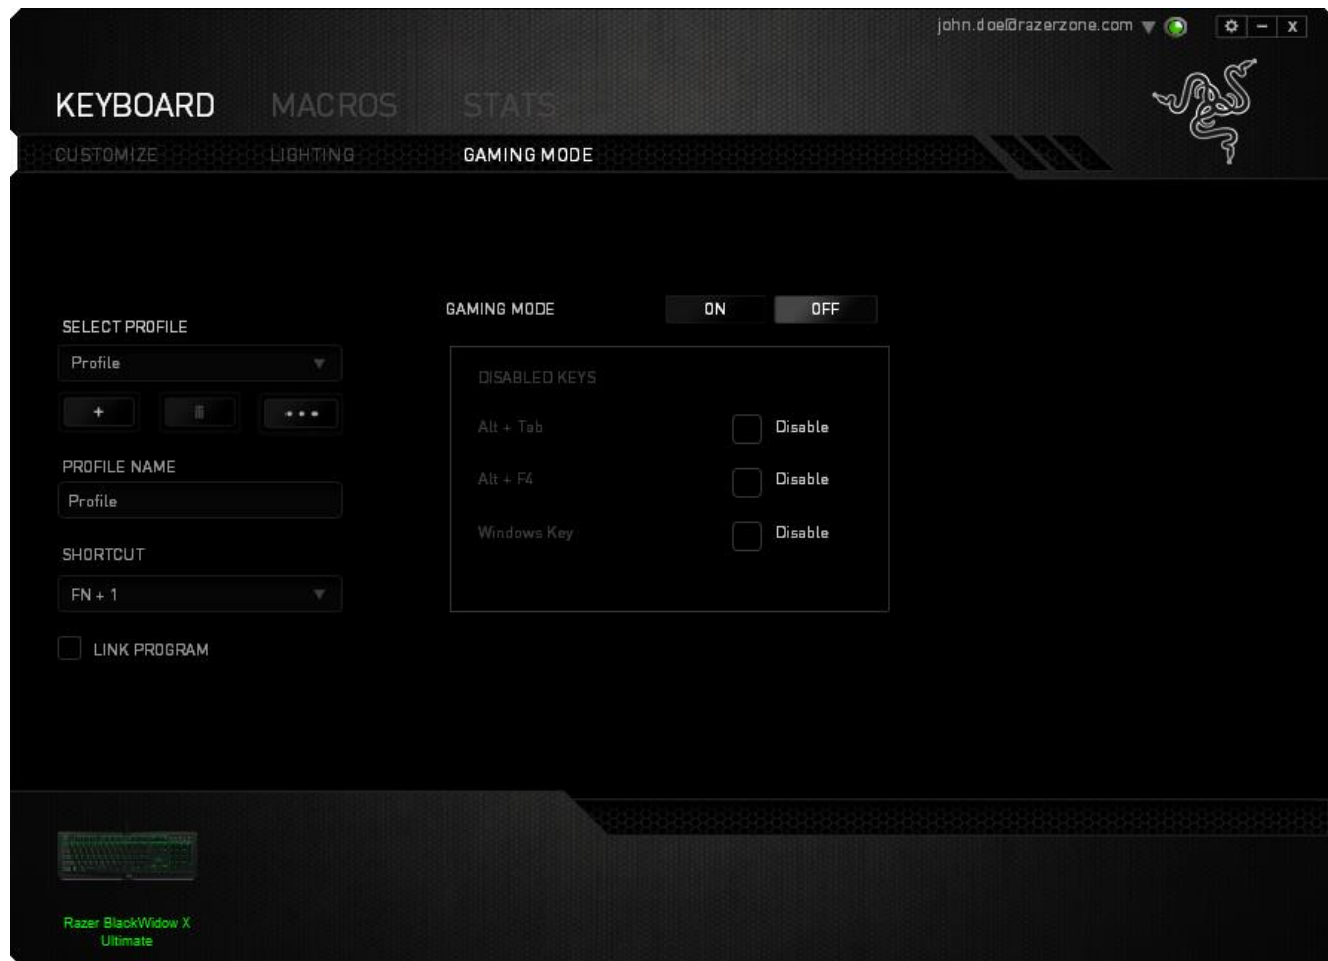 john.doe@razerzone.com
X
KEYBOARD MACROS STATS
CUSTOMIZE LIGHTING GAMING MODE
GAMING MODE ON OFF
SELECT PROFILE
Profile
DISABLED KEYS
Alt + Tab Disable
PROFILE NAME
Alt + F4 Disable
Profile
Windows Key Disable
SHORTCUT
FN + 1
LINK PROGRAM
Razer BlackWidow X
Ultimate